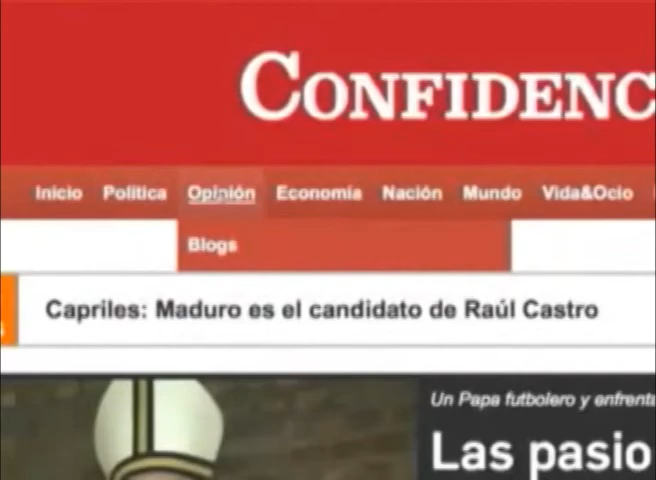 CONFIDENC
Inicio Política Opinión Economía Nación Mundo Vida&Ocio
Blogs
Capriles: Maduro es el candidato de Raúl Castro
Un Papa futbolero y enfrenta
Las pasio